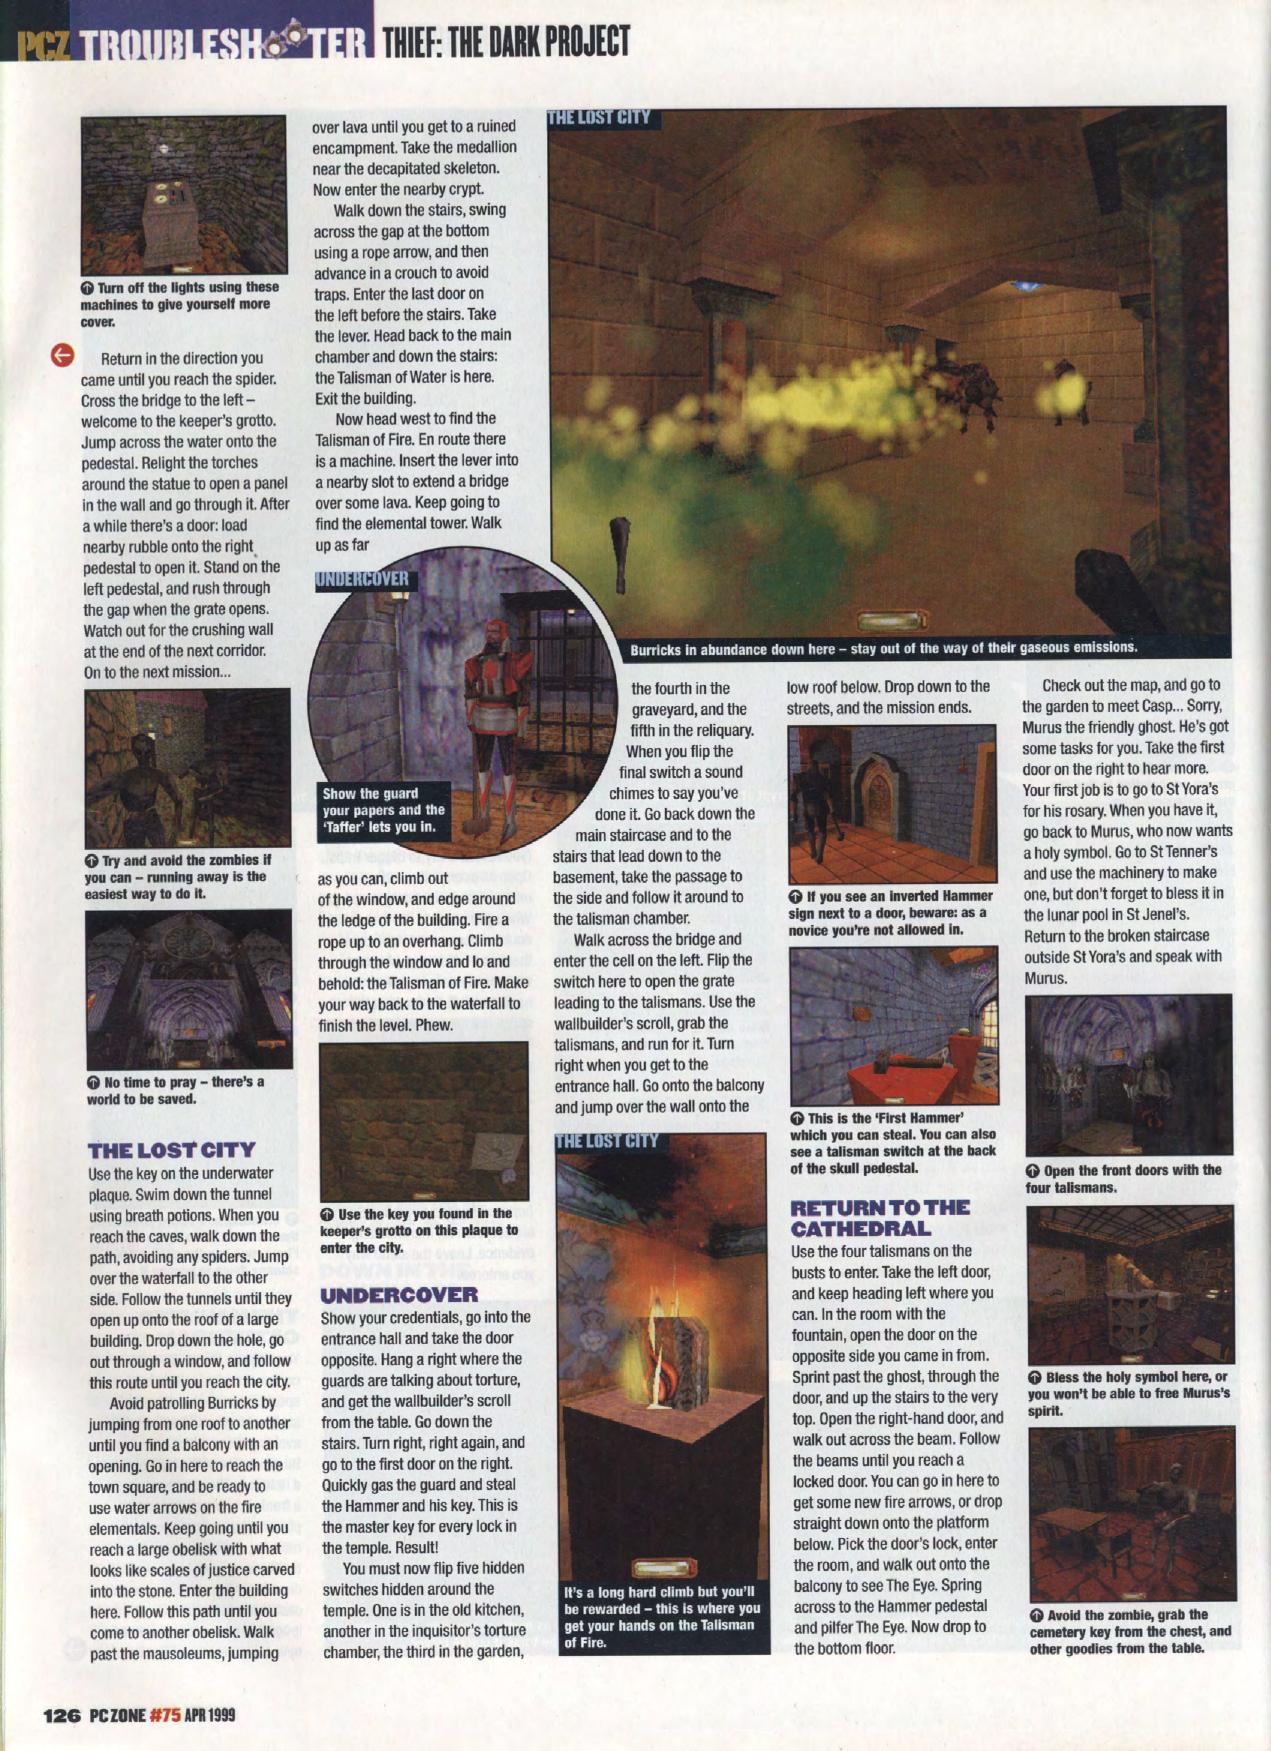 PCZ TROUBLESHOOTER THIEF: THE DARK PROJECT
Turn off the lights using these
machines to give yourself more
cover.
Return in the direction you
came until you reach the spider.
Cross the bridge to the left –
welcome to the keeper's grotto.
Jump across the water onto the
pedestal. Relight the torches
around the statue to open a panel
in the wall and go through it. After
a while there's a door: load
nearby rubble onto the right
pedestal to open it. Stand on the
left pedestal, and rush through
the gap when the grate opens.
Watch out for the crushing wall
at the end of the next corridor.
On to the next mission...
Try and avoid the zombies if
you can – running away is the
easiest way to do it.
No time to pray – there's a
world to be saved.
THE LOST CITY
Use the key on the underwater
plaque. Swim down the tunnel
using breath potions. When you
reach the caves, walk down the
path, avoiding any spiders. Jump
over the waterfall to the other
side. Follow the tunnels until they
open up onto the roof of a large
building. Drop down the hole, go
out through a window, and follow
this route until you reach the city.
Avoid patrolling Burricks by
jumping from one roof to another
until you find a balcony with an
opening. Go in here to reach the
town square, and be ready to
use water arrows on the fire
elementals. Keep going until you
reach a large obelisk with what
looks like scales of justice carved
into the stone. Enter the building
here. Follow this path until you
come to another obelisk. Walk
past the mausoleums, jumping
over lava until you get to a ruined
encampment. Take the medallion
near the decapitated skeleton.
Now enter the nearby crypt.
Walk down the stairs, swing
across the gap at the bottom
using a rope arrow, and then
advance in a crouch to avoid
traps. Enter the last door on
the left before the stairs. Take
the lever. Head back to the main
chamber and down the stairs:
the Talisman of Water is here.
Exit the building.
Now head west to find the
Talisman of Fire. En route there
is a machine. Insert the lever into
a nearby slot to extend a bridge
over some lava. Keep going to
find the elemental tower. Walk
up as far
UNDERCOVER
Show the guard
your papers and the
'Taffer' lets you in.
as you can, climb out
of the window, and edge around
the ledge of the building. Fire a
rope up to an overhang. Climb
through the window and lo and
behold: the Talisman of Fire. Make
your way back to the waterfall to
finish the level. Phew.
Use the key you found in the
keeper's grotto on this plaque to
enter the city.
UNDERCOVER
Show your credentials, go into the
entrance hall and take the door
opposite. Hang a right where the
guards are talking about torture,
and get the wallbuilder's scroll
from the table. Go down the
stairs. Turn right, right again, and
go to the first door on the right.
Quickly gas the guard and steal
the Hammer and his key. This is
the master key for every lock in
the temple. Result!
You must now flip five hidden
switches hidden around the
temple. One is in the old kitchen,
another in the inquisitor's torture
chamber, the third in the garden,
THE LOST CITY
Burricks in abundance down here – stay out of the way of their gaseous emissions.
the fourth in the
graveyard, and the
fifth in the reliquary.
When you flip the
final switch a sound
chimes to say you've
done it. Go back down the
main staircase and to the
stairs that lead down to the
basement, take the passage to
the side and follow it around to
the talisman chamber.
Walk across the bridge and
enter the cell on the left. Flip the
switch here to open the grate
leading to the talismans. Use the
wallbuilder's scroll, grab the
talismans, and run for it. Turn
right when you get to the
entrance hall. Go onto the balcony
and jump over the wall onto the
THE LOST CITY
It's a long hard climb but you'll
be rewarded – this is where you
get your hands on the Talisman
of Fire.
low roof below. Drop down to the
streets, and the mission ends.
If you see an inverted Hammer
sign next to a door, beware: as a
novice you're not allowed in.
This is the 'First Hammer'
which you can steal. You can also
see a talisman switch at the back
of the skull pedestal.
RETURN TO THE
CATHEDRAL
Use the four talismans on the
busts to enter. Take the left door,
and keep heading left where you
can. In the room with the
fountain, open the door on the
opposite side you came in from.
Sprint past the ghost, through the
door, and up the stairs to the very
top. Open the right-hand door, and
walk out across the beam. Follow
the beams until you reach a
locked door. You can go in here to
get some new fire arrows, or drop
straight down onto the platform
below. Pick the door's lock, enter
the room, and walk out onto the
balcony to see The Eye. Spring
across to the Hammer pedestal
and pilfer The Eye. Now drop to
the bottom floor.
Check out the map, and go to
the garden to meet Casp... Sorry,
Murus the friendly ghost. He's got
some tasks for you. Take the first
door on the right to hear more.
Your first job is to go to St Yora's
for his rosary. When you have it,
go back to Murus, who now wants
a holy symbol. Go to St Tenner's
and use the machinery to make
one, but don't forget to bless it in
the lunar pool in St Jenel's.
Return to the broken staircase
outside St Yora's and speak with
Murus.
Open the front doors with the
four talismans.
Bless the holy symbol here, or
you won't be able to free Murus's
spirit.
Avoid the zombie, grab the
cemetery key from the chest, and
other goodies from the table.
126 PC ZONE #75 APR 1999